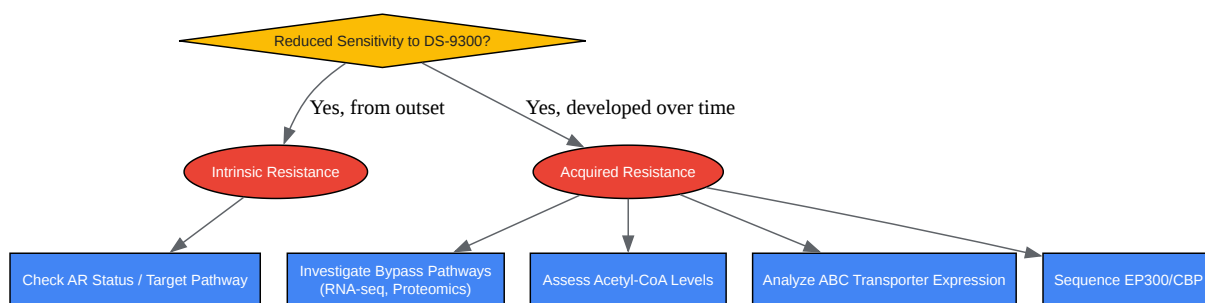 Reduced Sensitivity to DS-9300?
Yes, from outset
Yes, developed over time
Intrinsic Resistance
Acquired Resistance
Check AR Status / Target Pathway
Investigate Bypass Pathways
(RNA-seq, Proteomics)
Assess Acetyl-CoA Levels
Analyze ABC Transporter Expression
Sequence EP300/CBP